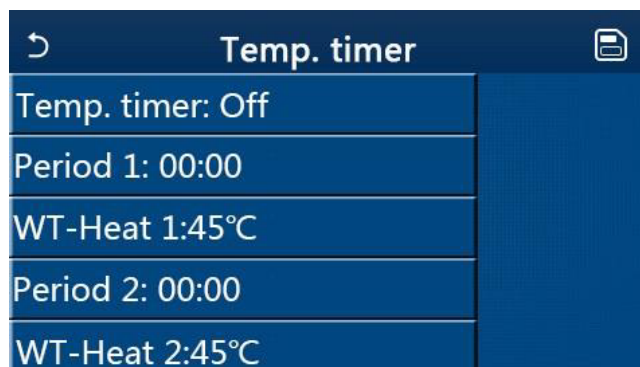 Temp. timer
Temp. timer: Off
Period 1: 00:00
WT-Heat 1:45℃
Period 2: 00:00
WT-Heat 2:45℃